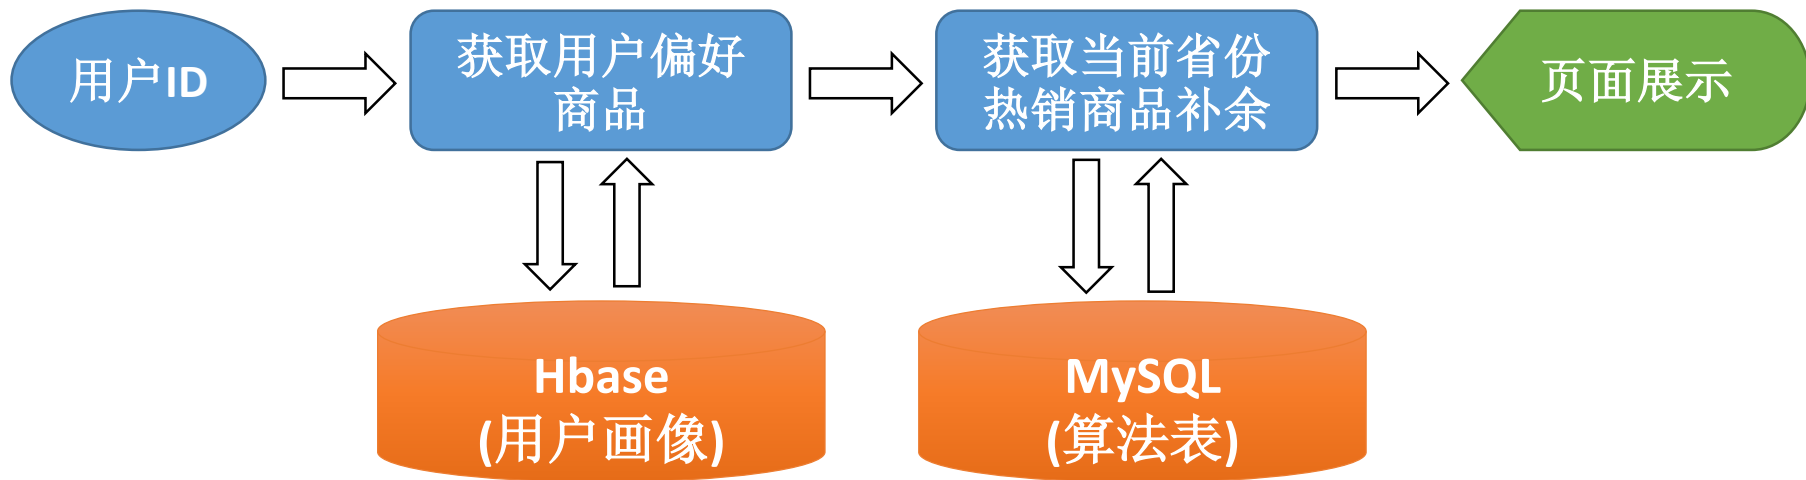 用户ID
获取用户偏好
商品
获取当前省份
热销商品补余
页面展示
Hbase
(用户画像)
MySQL
(算法表)